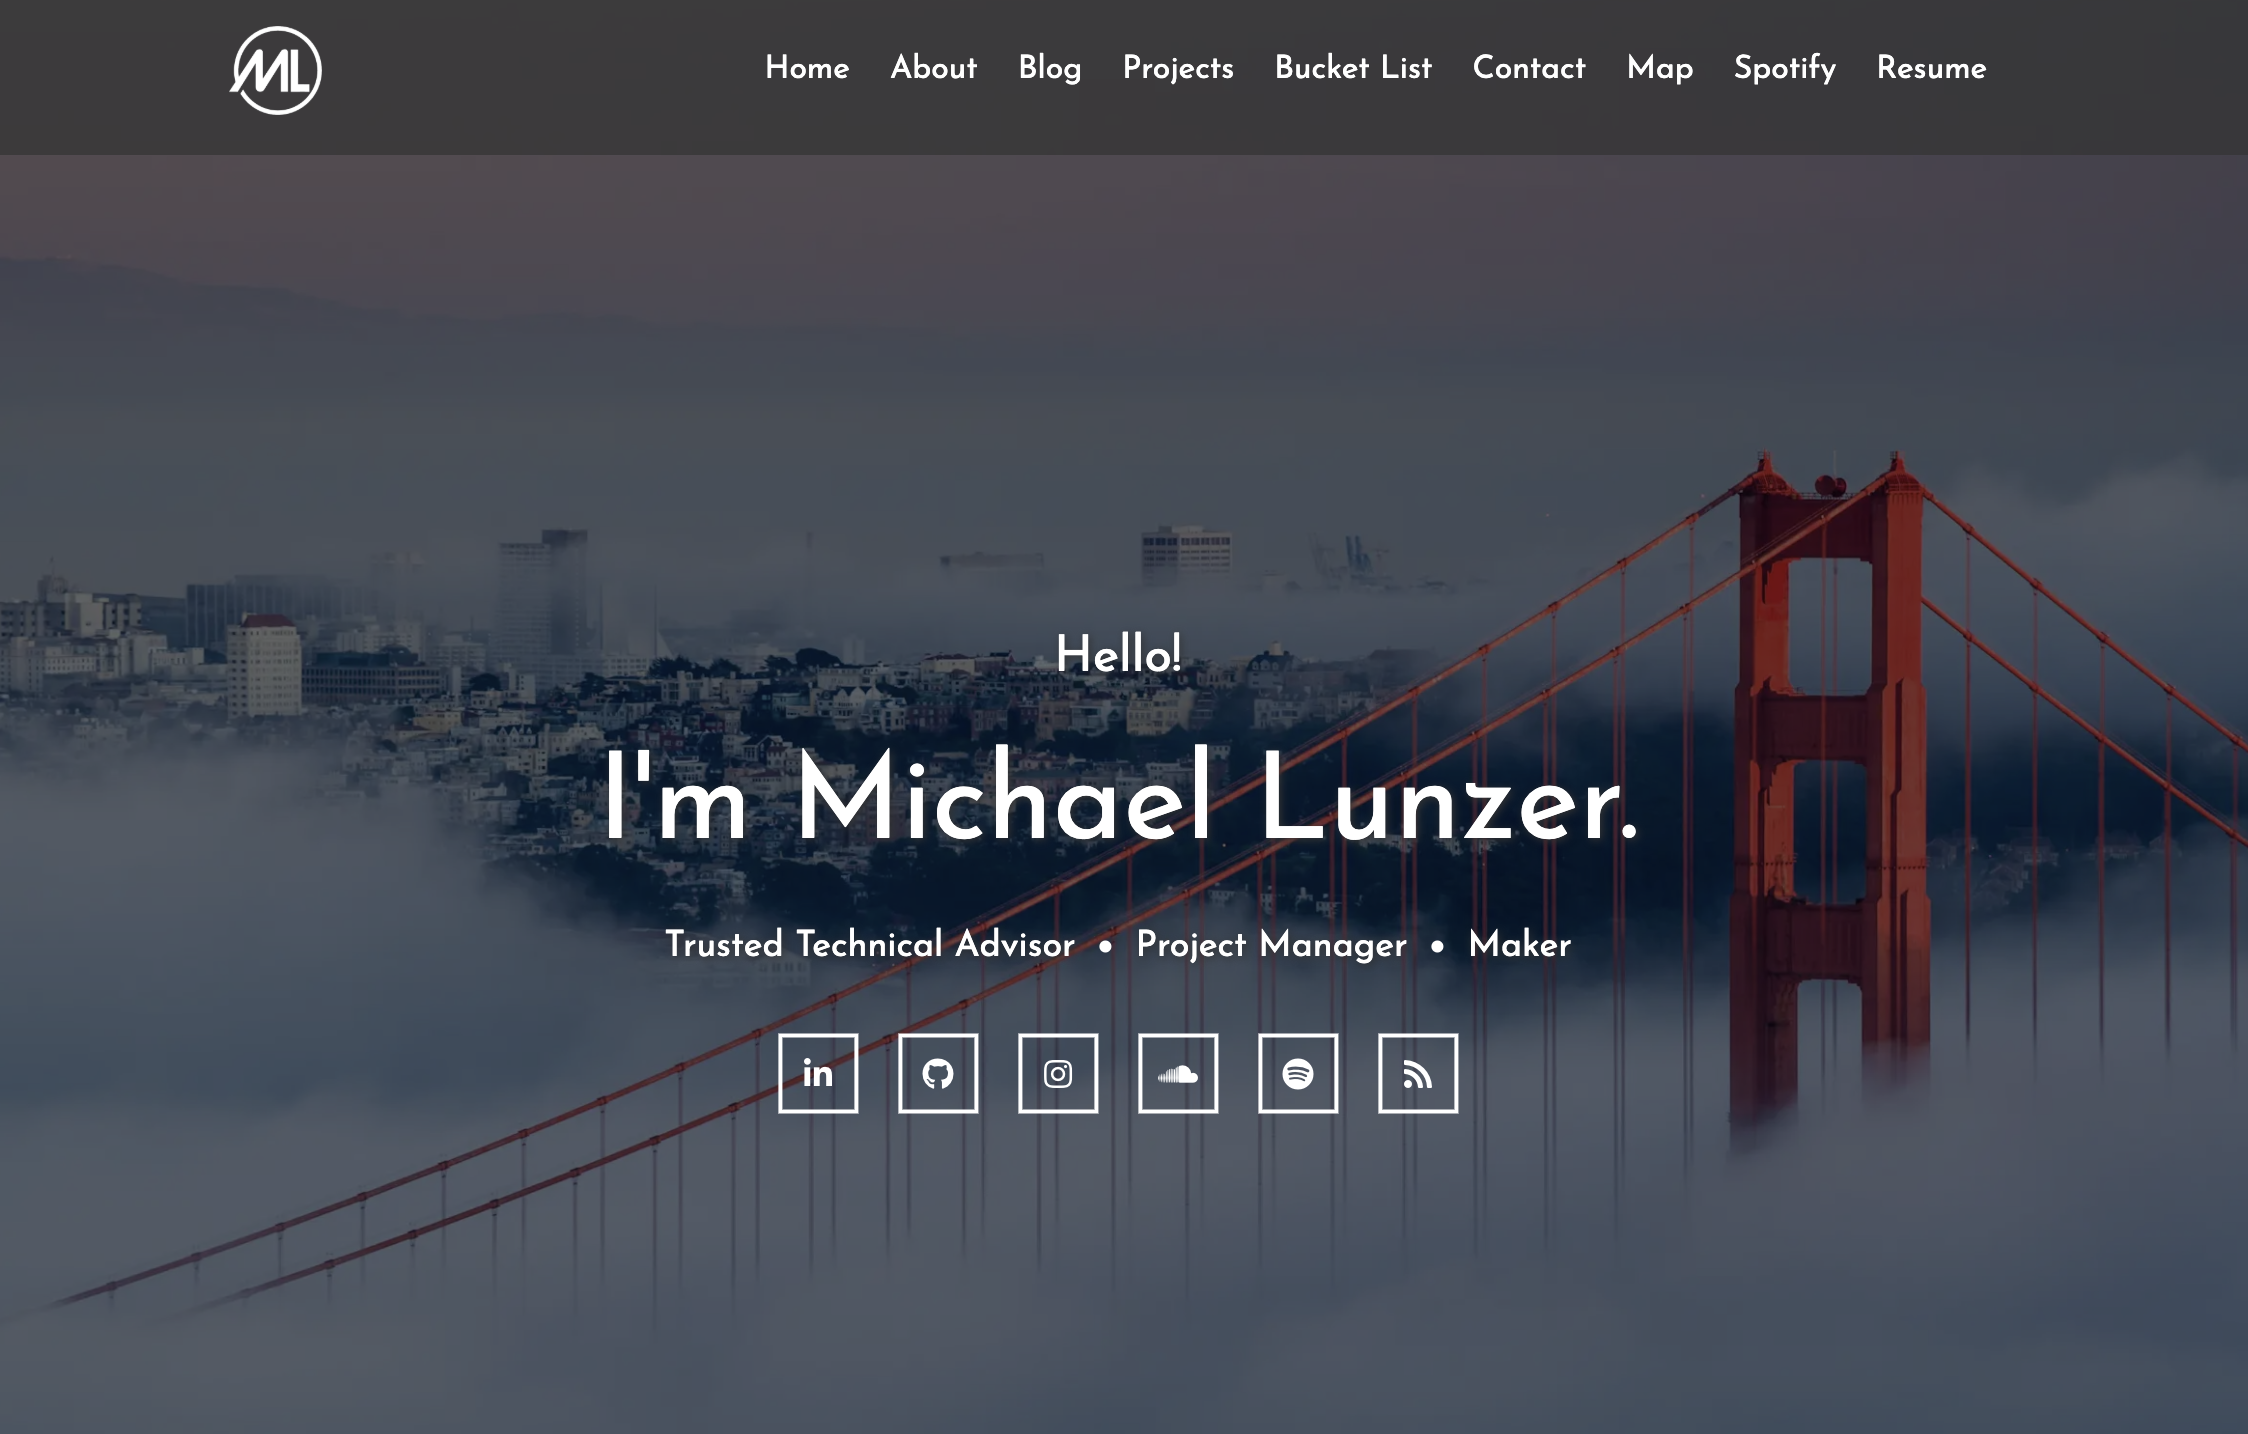 ML
Home About Blog Projects Bucket List Contact Map Spotify Resume
Hello!
I'm Michael Lunzer.
Trusted Technical Advisor • Project Manager • Maker
in